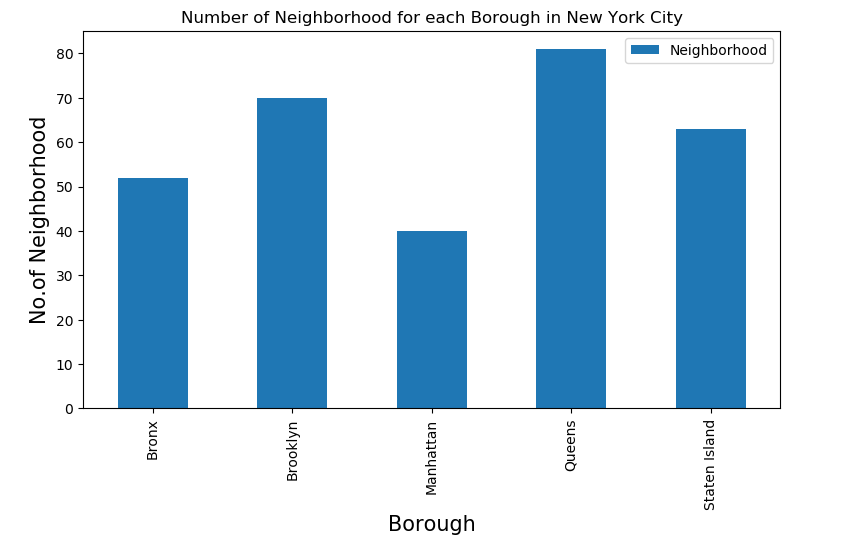 Number of Neighborhood for each Borough in New York City
Neighborhood
No.of Neighborhood
80
70
60
50
40
30
20
10
0
Bronx
Brooklyn
Manhattan
Queens
Staten Island
Borough